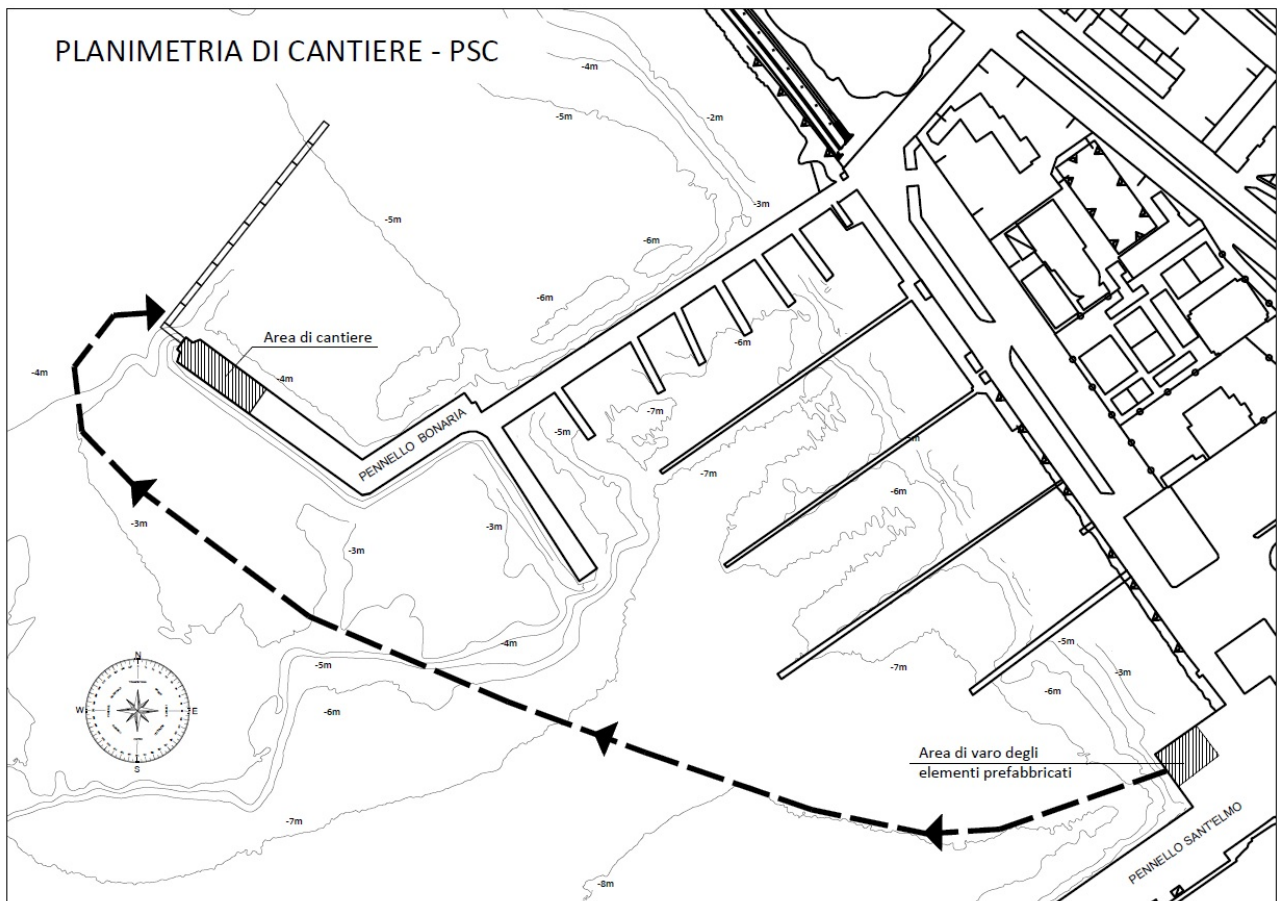 PLANIMETRIA DI CANTIERE - PSC
-4m
-5m
-2m
-5m
-3m
-6m
-6m
Area di cantiere
-6m
-4m
-4m
-7m
PENNELLO BONARIA
-5m
-5m
-7m
-6m
-3m
-3m
-3m
-4m
-5m
-7m
-5m
-3m
-6m
N
W
E
S
-6m
Area di varo degli
elementi prefabbricati
-7m
-8m
PENNELLO SANT'ELMO